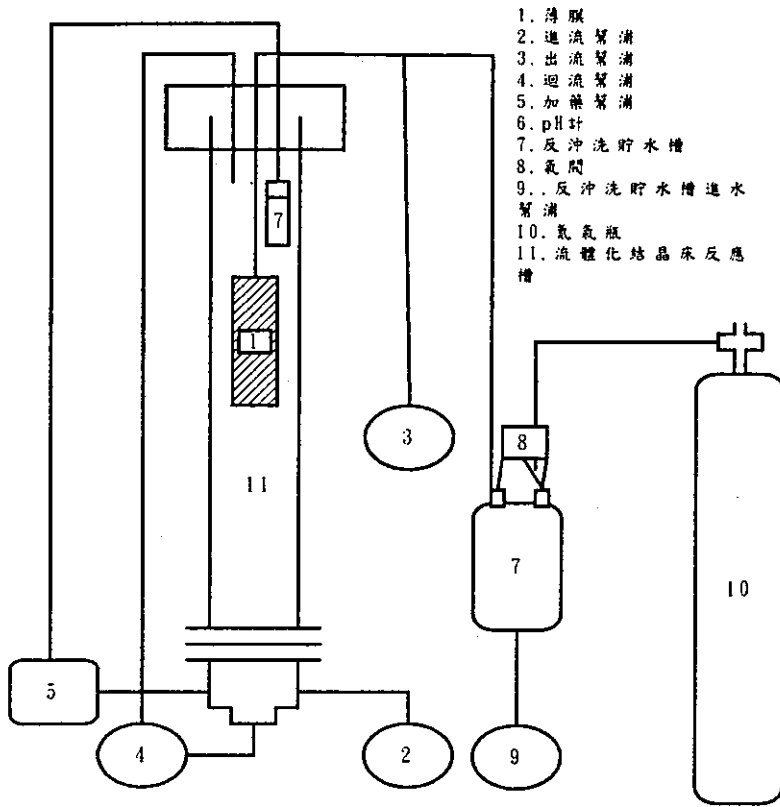 1. 薄膜
2. 進流幫浦
3. 出流幫浦
4. 迴流幫浦
5. 加藥幫浦
6. pH計
7. 反沖洗貯水槽
8. 氣閥
9.. 反沖洗貯水槽進水
幫浦
10. 氮氣瓶
11. 流體化結晶床反應
槽
7
1
3
8
11
7
10
5
4
2
9